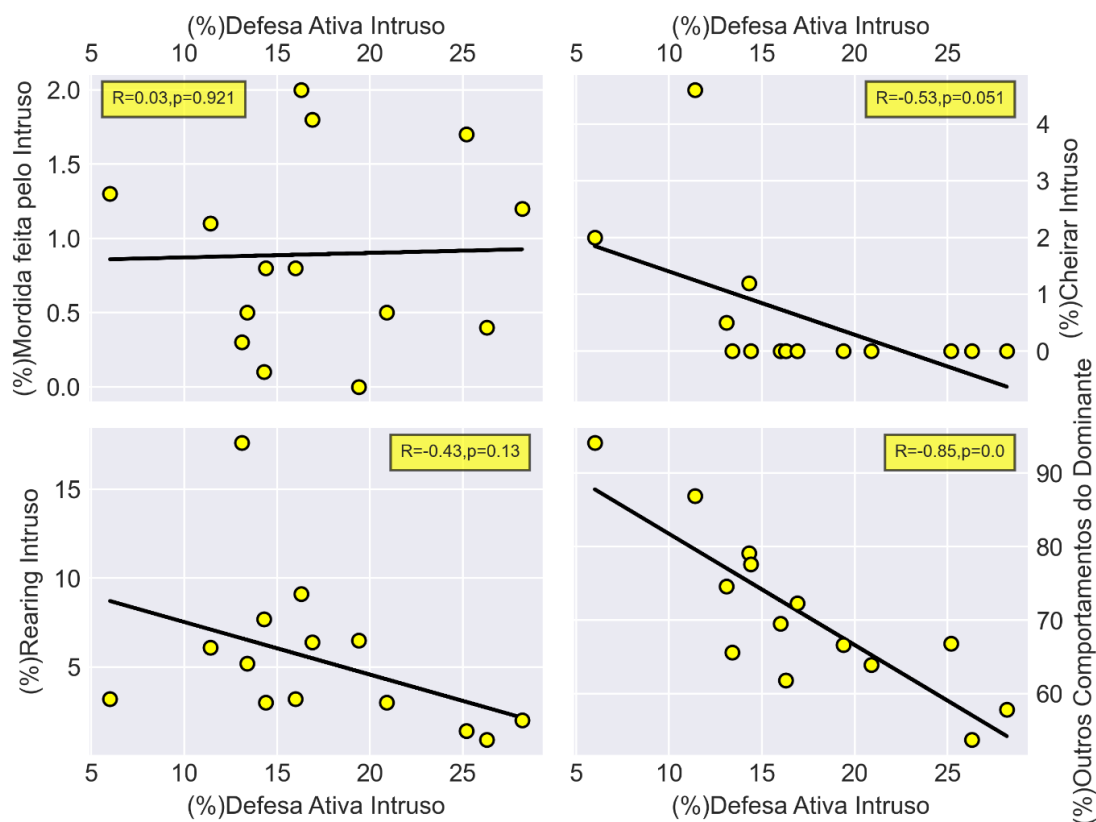 (%)Defesa Ativa Intruso
(%)Defesa Ativa Intruso
5 10 15 20 25
5 10 15 20 25
(%)Mordida feita pelo Intruso
2.0
1.5
1.0
0.5
0.0
R=0.03,p=0.921
R=-0.53,p=0.051
4
3
2
1
0
(%)Cheirar Intruso
(%)Rearing Intruso
15
10
5
R=-0.43,p=0.13
R=-0.85,p=0.0
90
80
70
60
(%)Outros Comportamentos do Dominante
5 10 15 20 25
5 10 15 20 25
(%)Defesa Ativa Intruso
(%)Defesa Ativa Intruso